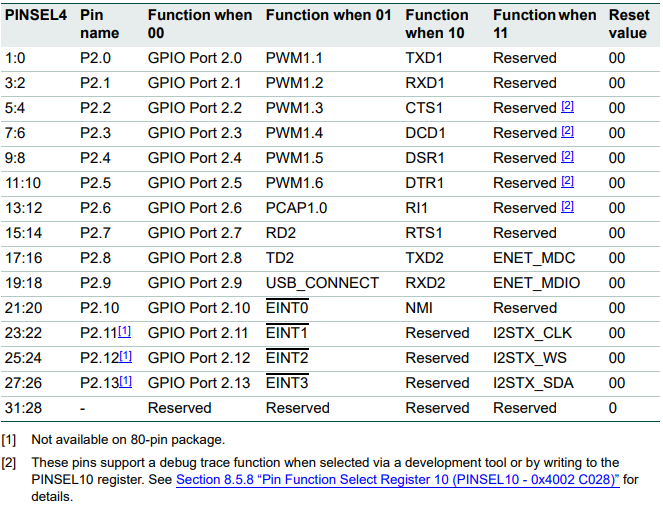 PINSEL4 Pin name Function when 00 Function when 01 Function when 10 Function when 11 Reset value
1:0 P2.0 GPIO Port 2.0 PWM1.1 TXD1 Reserved 00
3:2 P2.1 GPIO Port 2.1 PWM1.2 RXD1 Reserved 00
5:4 P2.2 GPIO Port 2.2 PWM1.3 CTS1 Reserved [2] 00
7:6 P2.3 GPIO Port 2.3 PWM1.4 DCD1 Reserved [2] 00
9:8 P2.4 GPIO Port 2.4 PWM1.5 DSR1 Reserved [2] 00
11:10 P2.5 GPIO Port 2.5 PWM1.6 DTR1 Reserved [2] 00
13:12 P2.6 GPIO Port 2.6 PCAP1.0 RI1 Reserved [2] 00
15:14 P2.7 GPIO Port 2.7 RD2 RTS1 Reserved 00
17:16 P2.8 GPIO Port 2.8 TD2 TXD2 ENET_MDC 00
19:18 P2.9 GPIO Port 2.9 USB_CONNECT RXD2 ENET_MDIO 00
21:20 P2.10 GPIO Port 2.10 EINT0 NMI Reserved 00
23:22 P2.11[1] GPIO Port 2.11 EINT1 Reserved I2STX_CLK 00
25:24 P2.12[1] GPIO Port 2.12 EINT2 Reserved I2STX_WS 00
27:26 P2.13[1] GPIO Port 2.13 EINT3 Reserved I2STX_SDA 00
31:28 - Reserved Reserved Reserved Reserved 0
[1] Not available on 80-pin package.
[2] These pins support a debug trace function when selected via a development tool or by writing to the
PINSEL10 register. See Section 8.5.8 “Pin Function Select Register 10 (PINSEL10 - 0x4002 C028)” for
details.